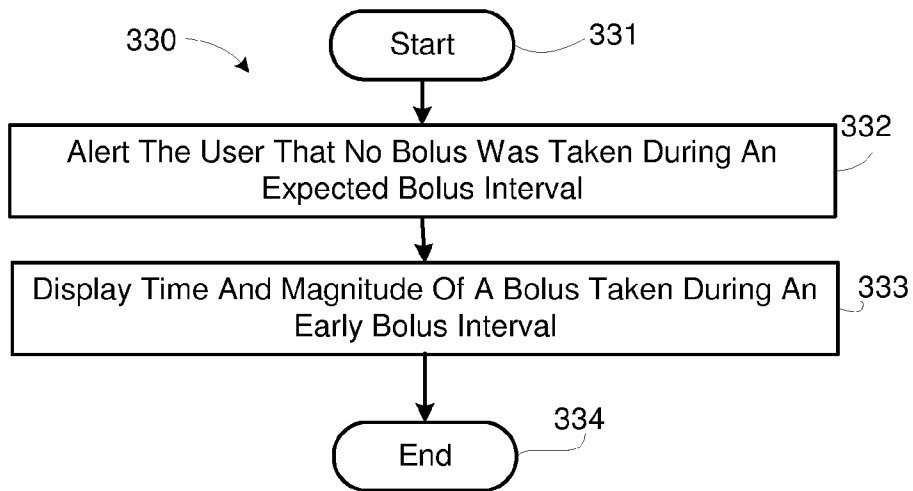 330
Start
331
Alert The User That No Bolus Was Taken During An
Expected Bolus Interval
332
Display Time And Magnitude Of A Bolus Taken During An
Early Bolus Interval
333
End
334